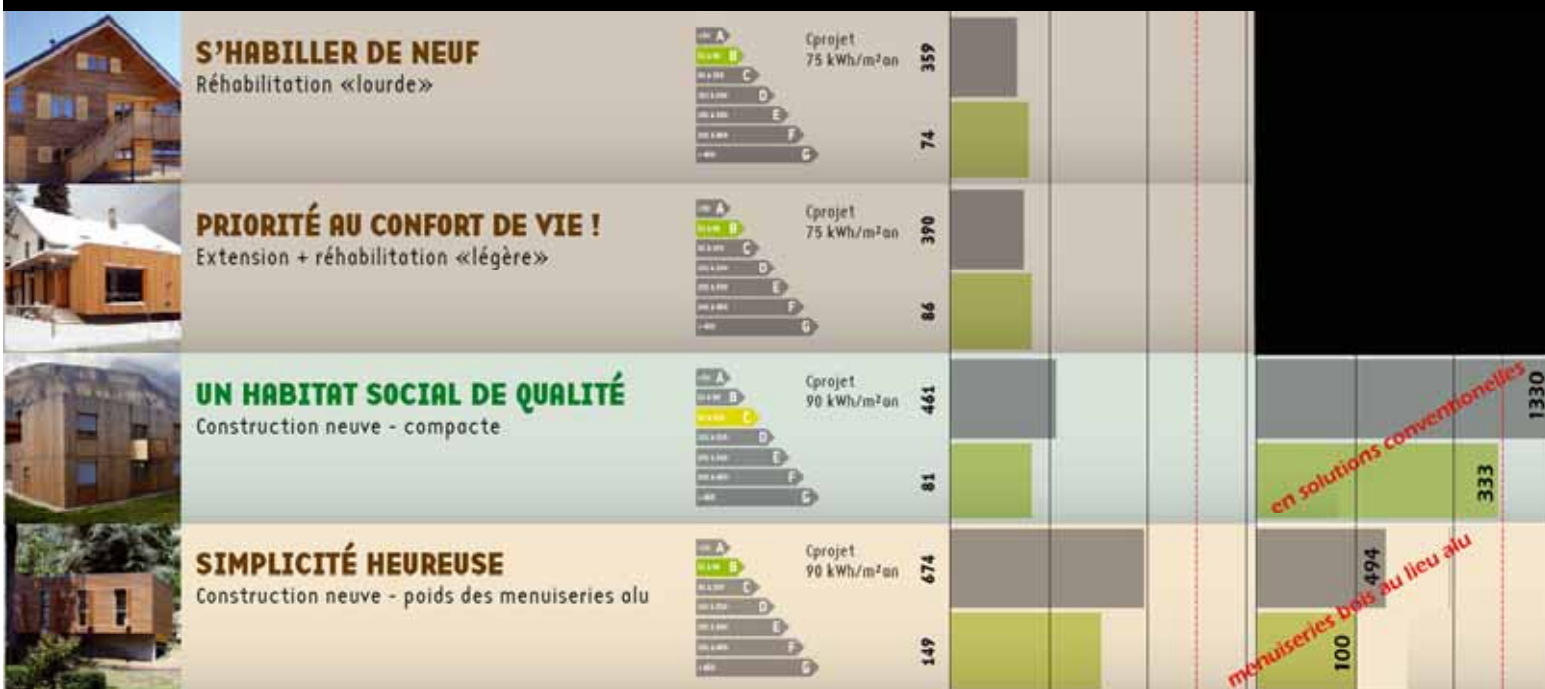 S'HABILLER DE NEUF
Réhabilitation «lourde»
A
B
C
D
E
F
G
Cprojet
75 kWh/m²an
359
74
PRIORITÉ AU CONFORT DE VIE !
Extension + réhabilitation «légère»
A
B
C
D
E
F
G
Cprojet
75 kWh/m²an
390
86
UN HABITAT SOCIAL DE QUALITÉ
Construction neuve - compacte
A
B
C
D
E
F
G
Cprojet
90 kWh/m²an
461
81
en solutions conventionelles
1330
333
SIMPLICITÉ HEUREUSE
Construction neuve - poids des menuiseries alu
A
B
C
D
E
F
G
Cprojet
90 kWh/m²an
674
149
menuiseries bois au lieu alu
494
100